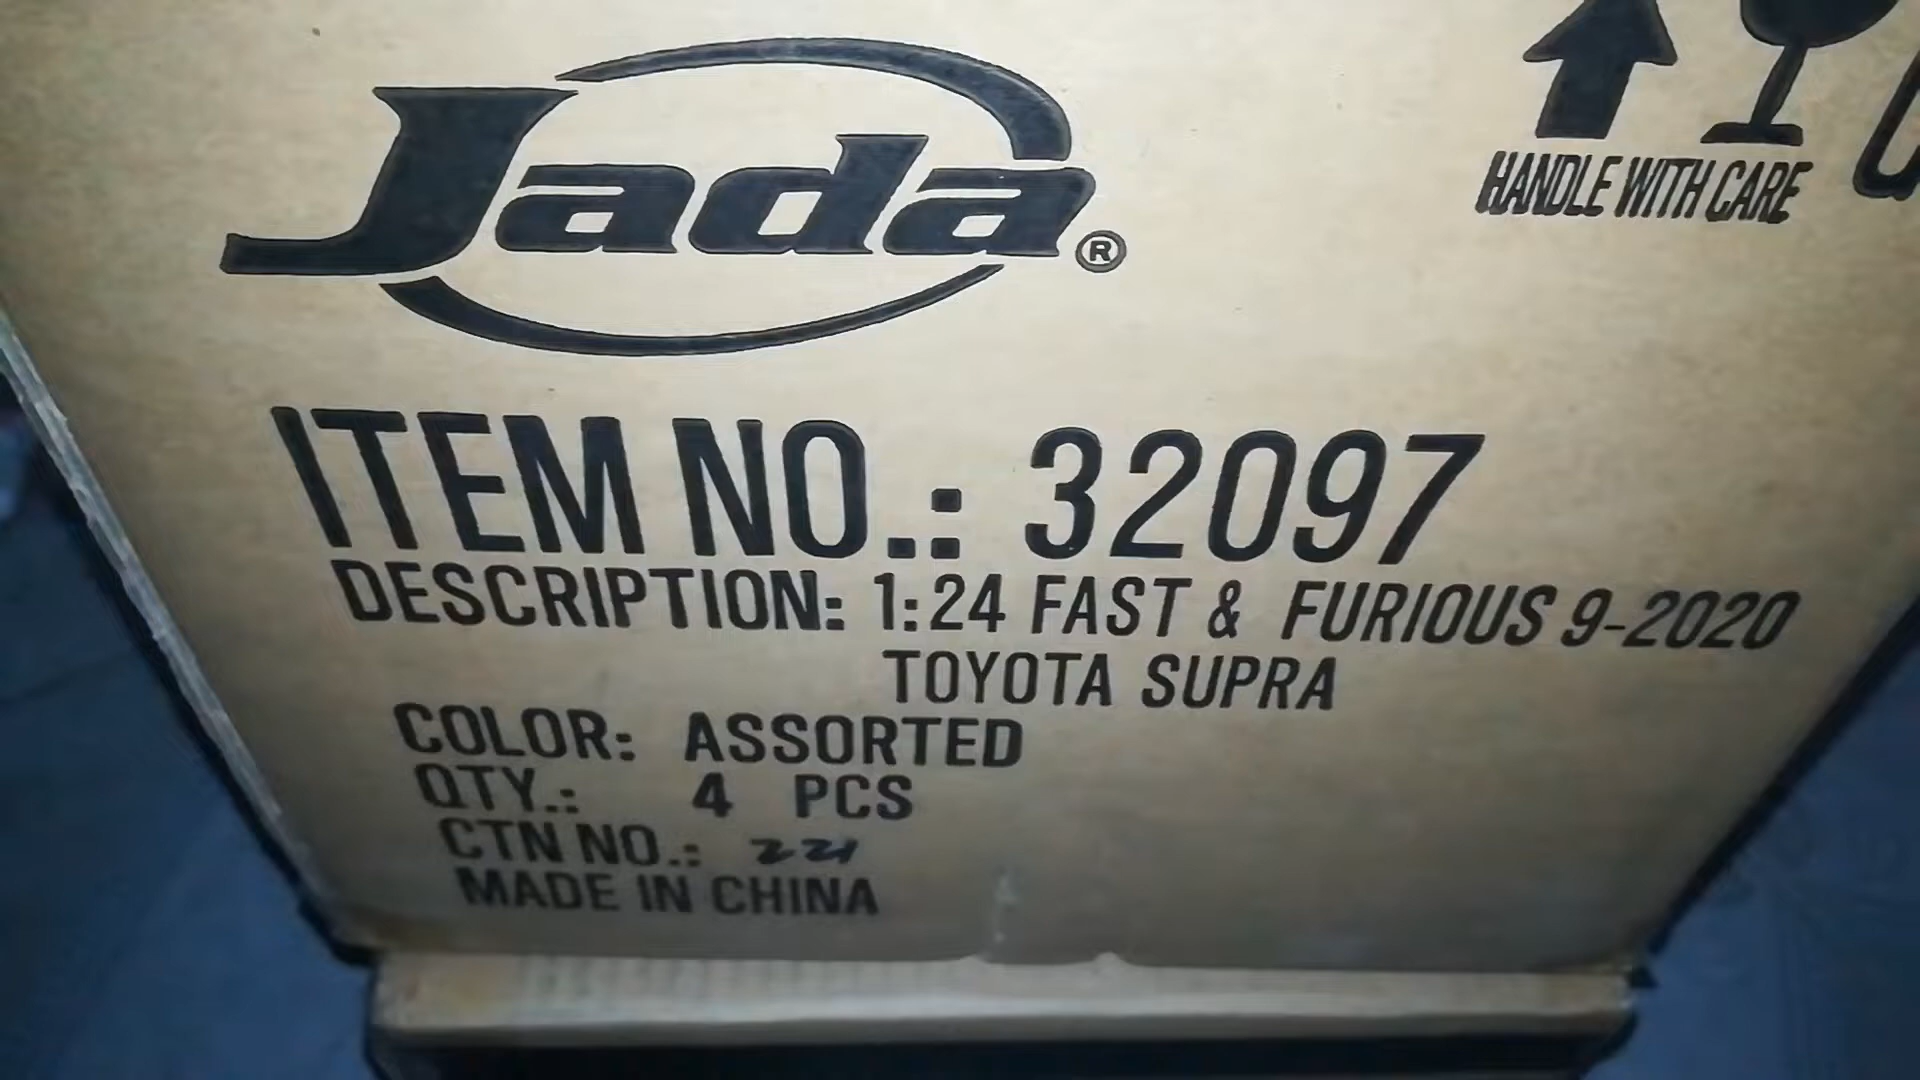 Jada®
HANDLE WITH CARE
ITEM NO.: 32097
DESCRIPTION: 1:24 FAST & FURIOUS 9-2020
TOYOTA SUPRA
COLOR: ASSORTED
QTY.: 4 PCS
CTN NO.: 221
MADE IN CHINA